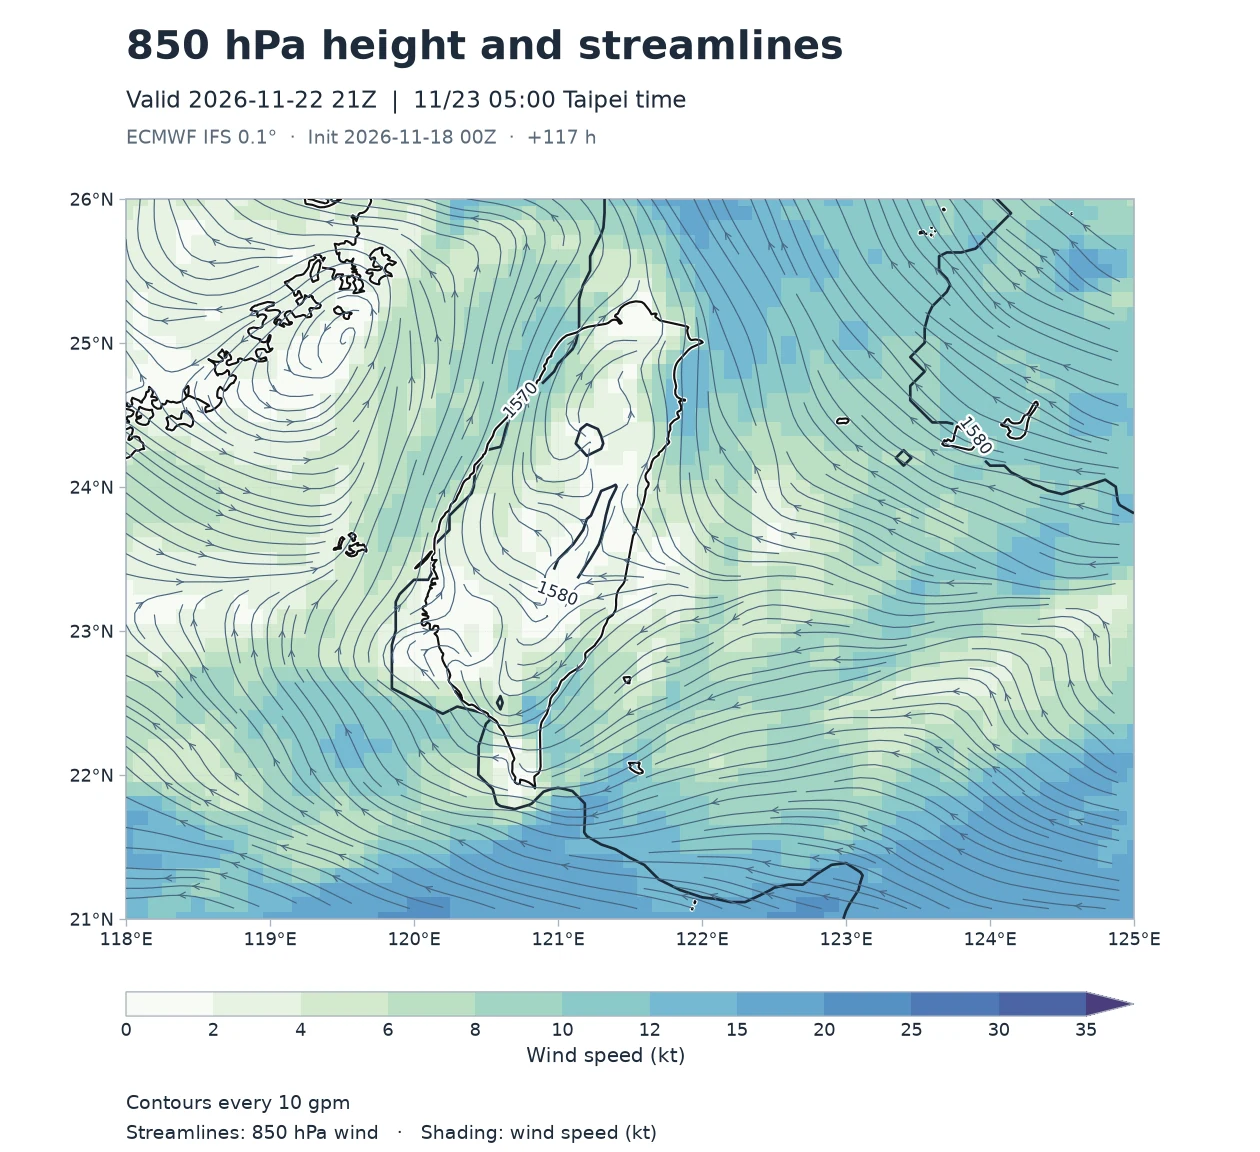 850 hPa height and streamlines
Valid 2026-11-22 21Z | 11/23 05:00 Taipei time
ECMWF IFS 0.1° · Init 2026-11-18 00Z · +117 h
26°N
25°N
24°N
23°N
22°N
21°N
1570
1580
1580
118°E 119°E 120°E 121°E 122°E 123°E 124°E 125°E
0 2 4 6 8 10 12 15 20 25 30 35
Wind speed (kt)
Contours every 10 gpm
Streamlines: 850 hPa wind · Shading: wind speed (kt)